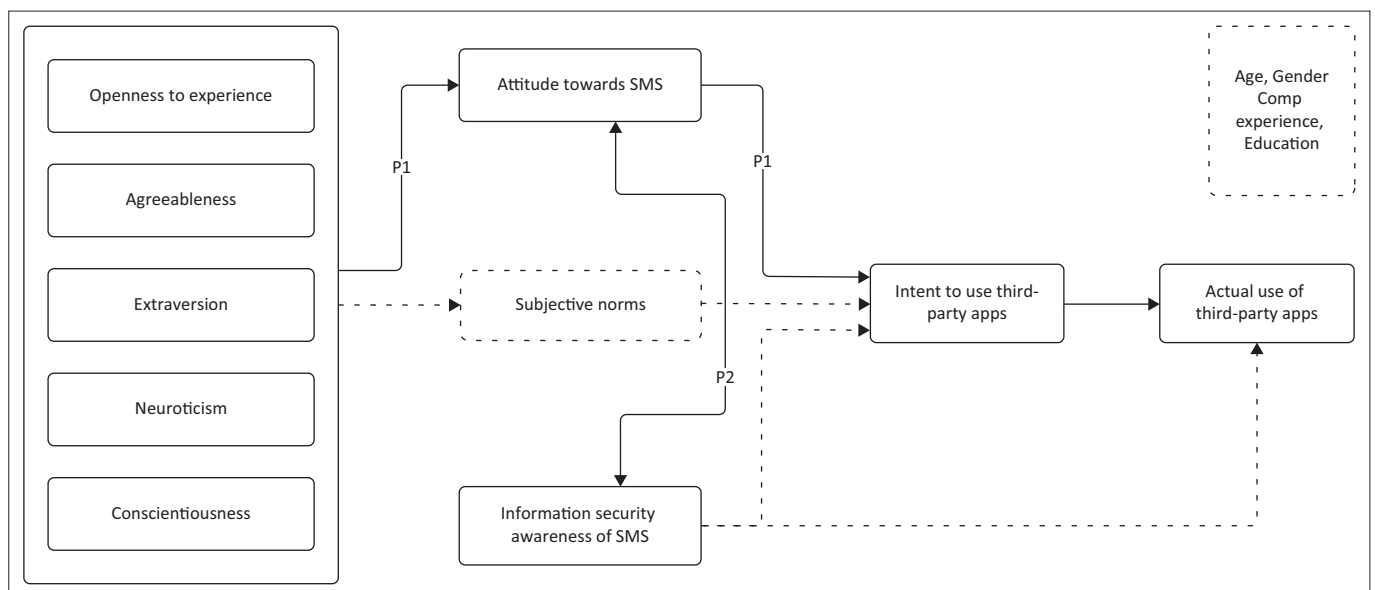 Openness to experience
Agreeableness
Extraversion
Neuroticism
Conscientiousness
P1
Attitude towards SMS
Subjective norms
P2
Information security
awareness of SMS
P1
Intent to use third-
party apps
Actual use of
third-party apps
Age, Gender
Comp
experience,
Education